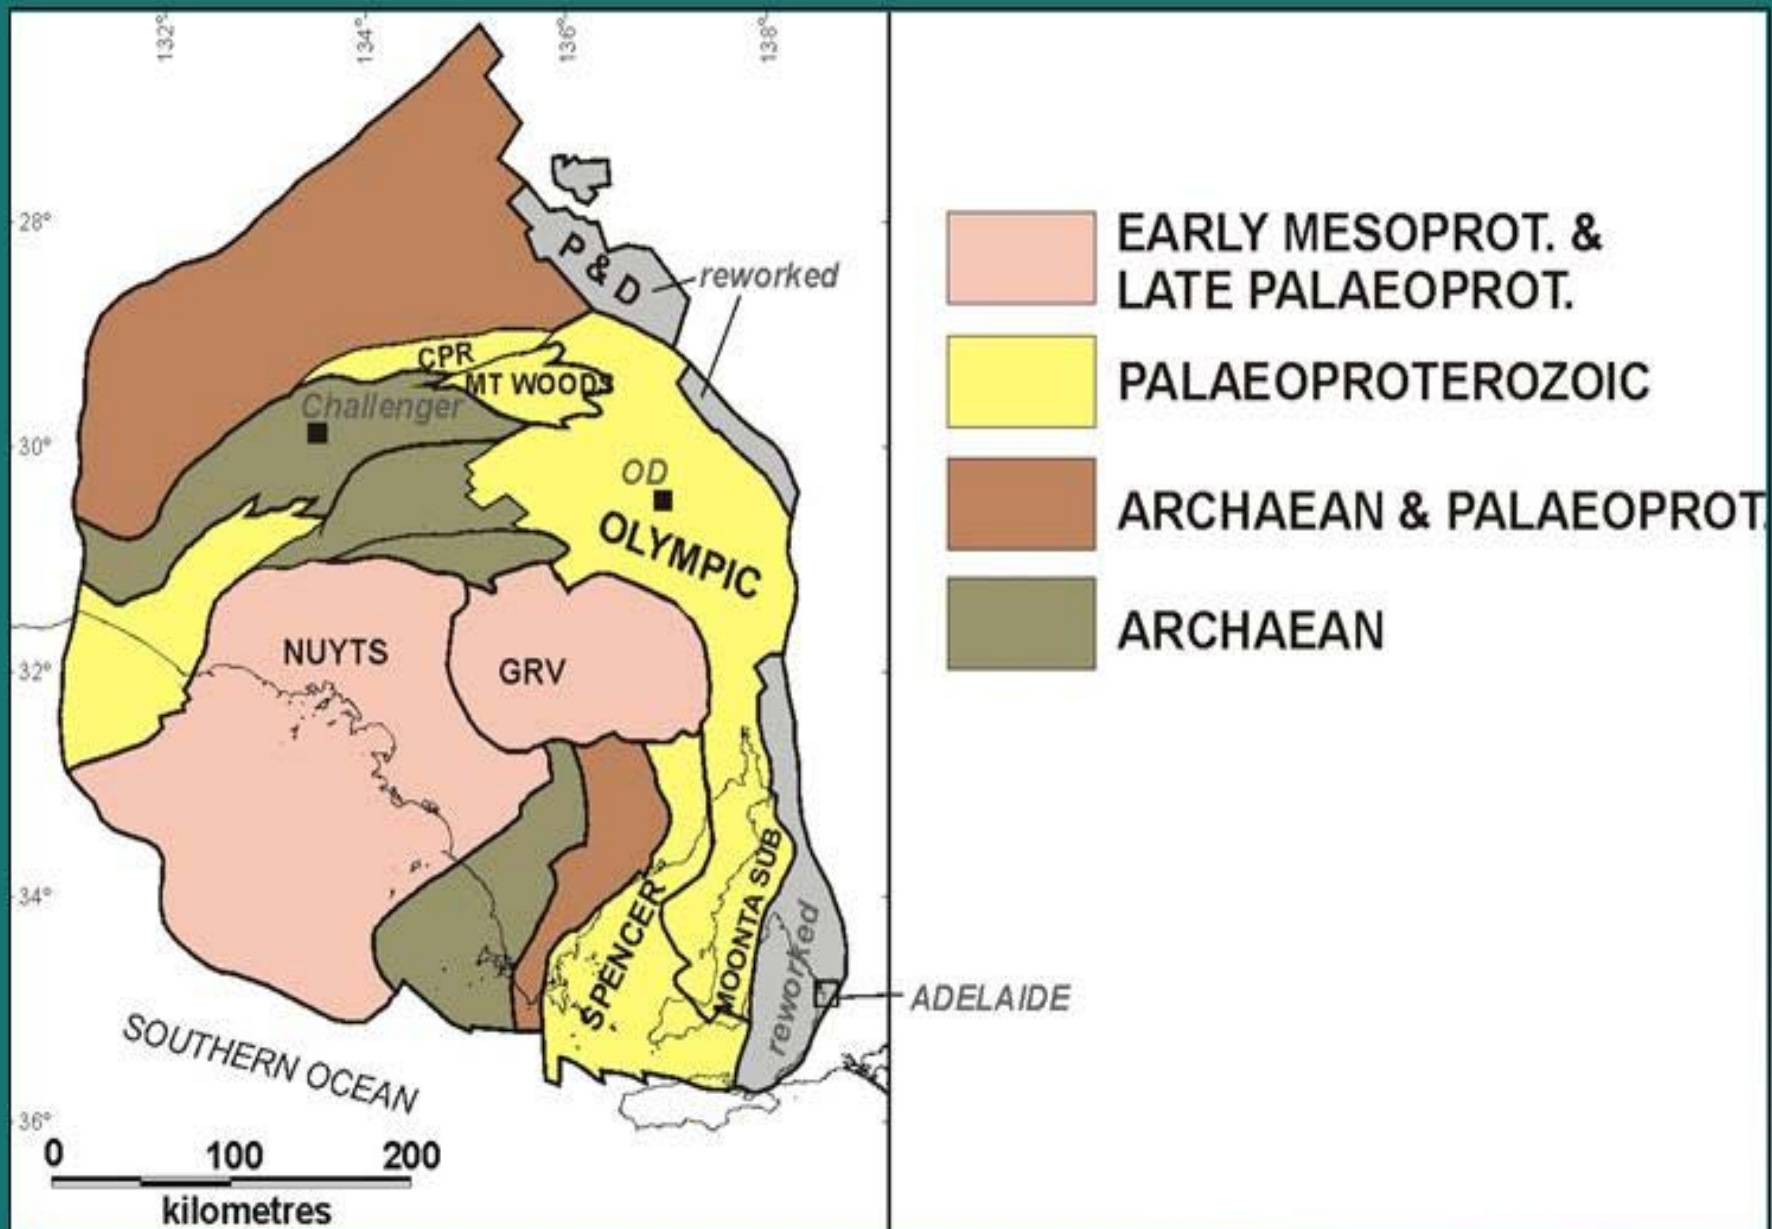 132°
134°
136°
138°
28°
30°
32°
34°
36°
P & D
reworked
CPR
MT WOODS
Challenger
OD
OLYMPIC
NUYTS
GRV
SPENCER
MOONTA SUB
reworked
ADELAIDE
SOUTHERN OCEAN
0 100 200
kilometres
EARLY MESOPROT. &
LATE PALAEOPROT.
PALAEOPROTEROZOIC
ARCHAEAN & PALAEOPROT.
ARCHAEAN